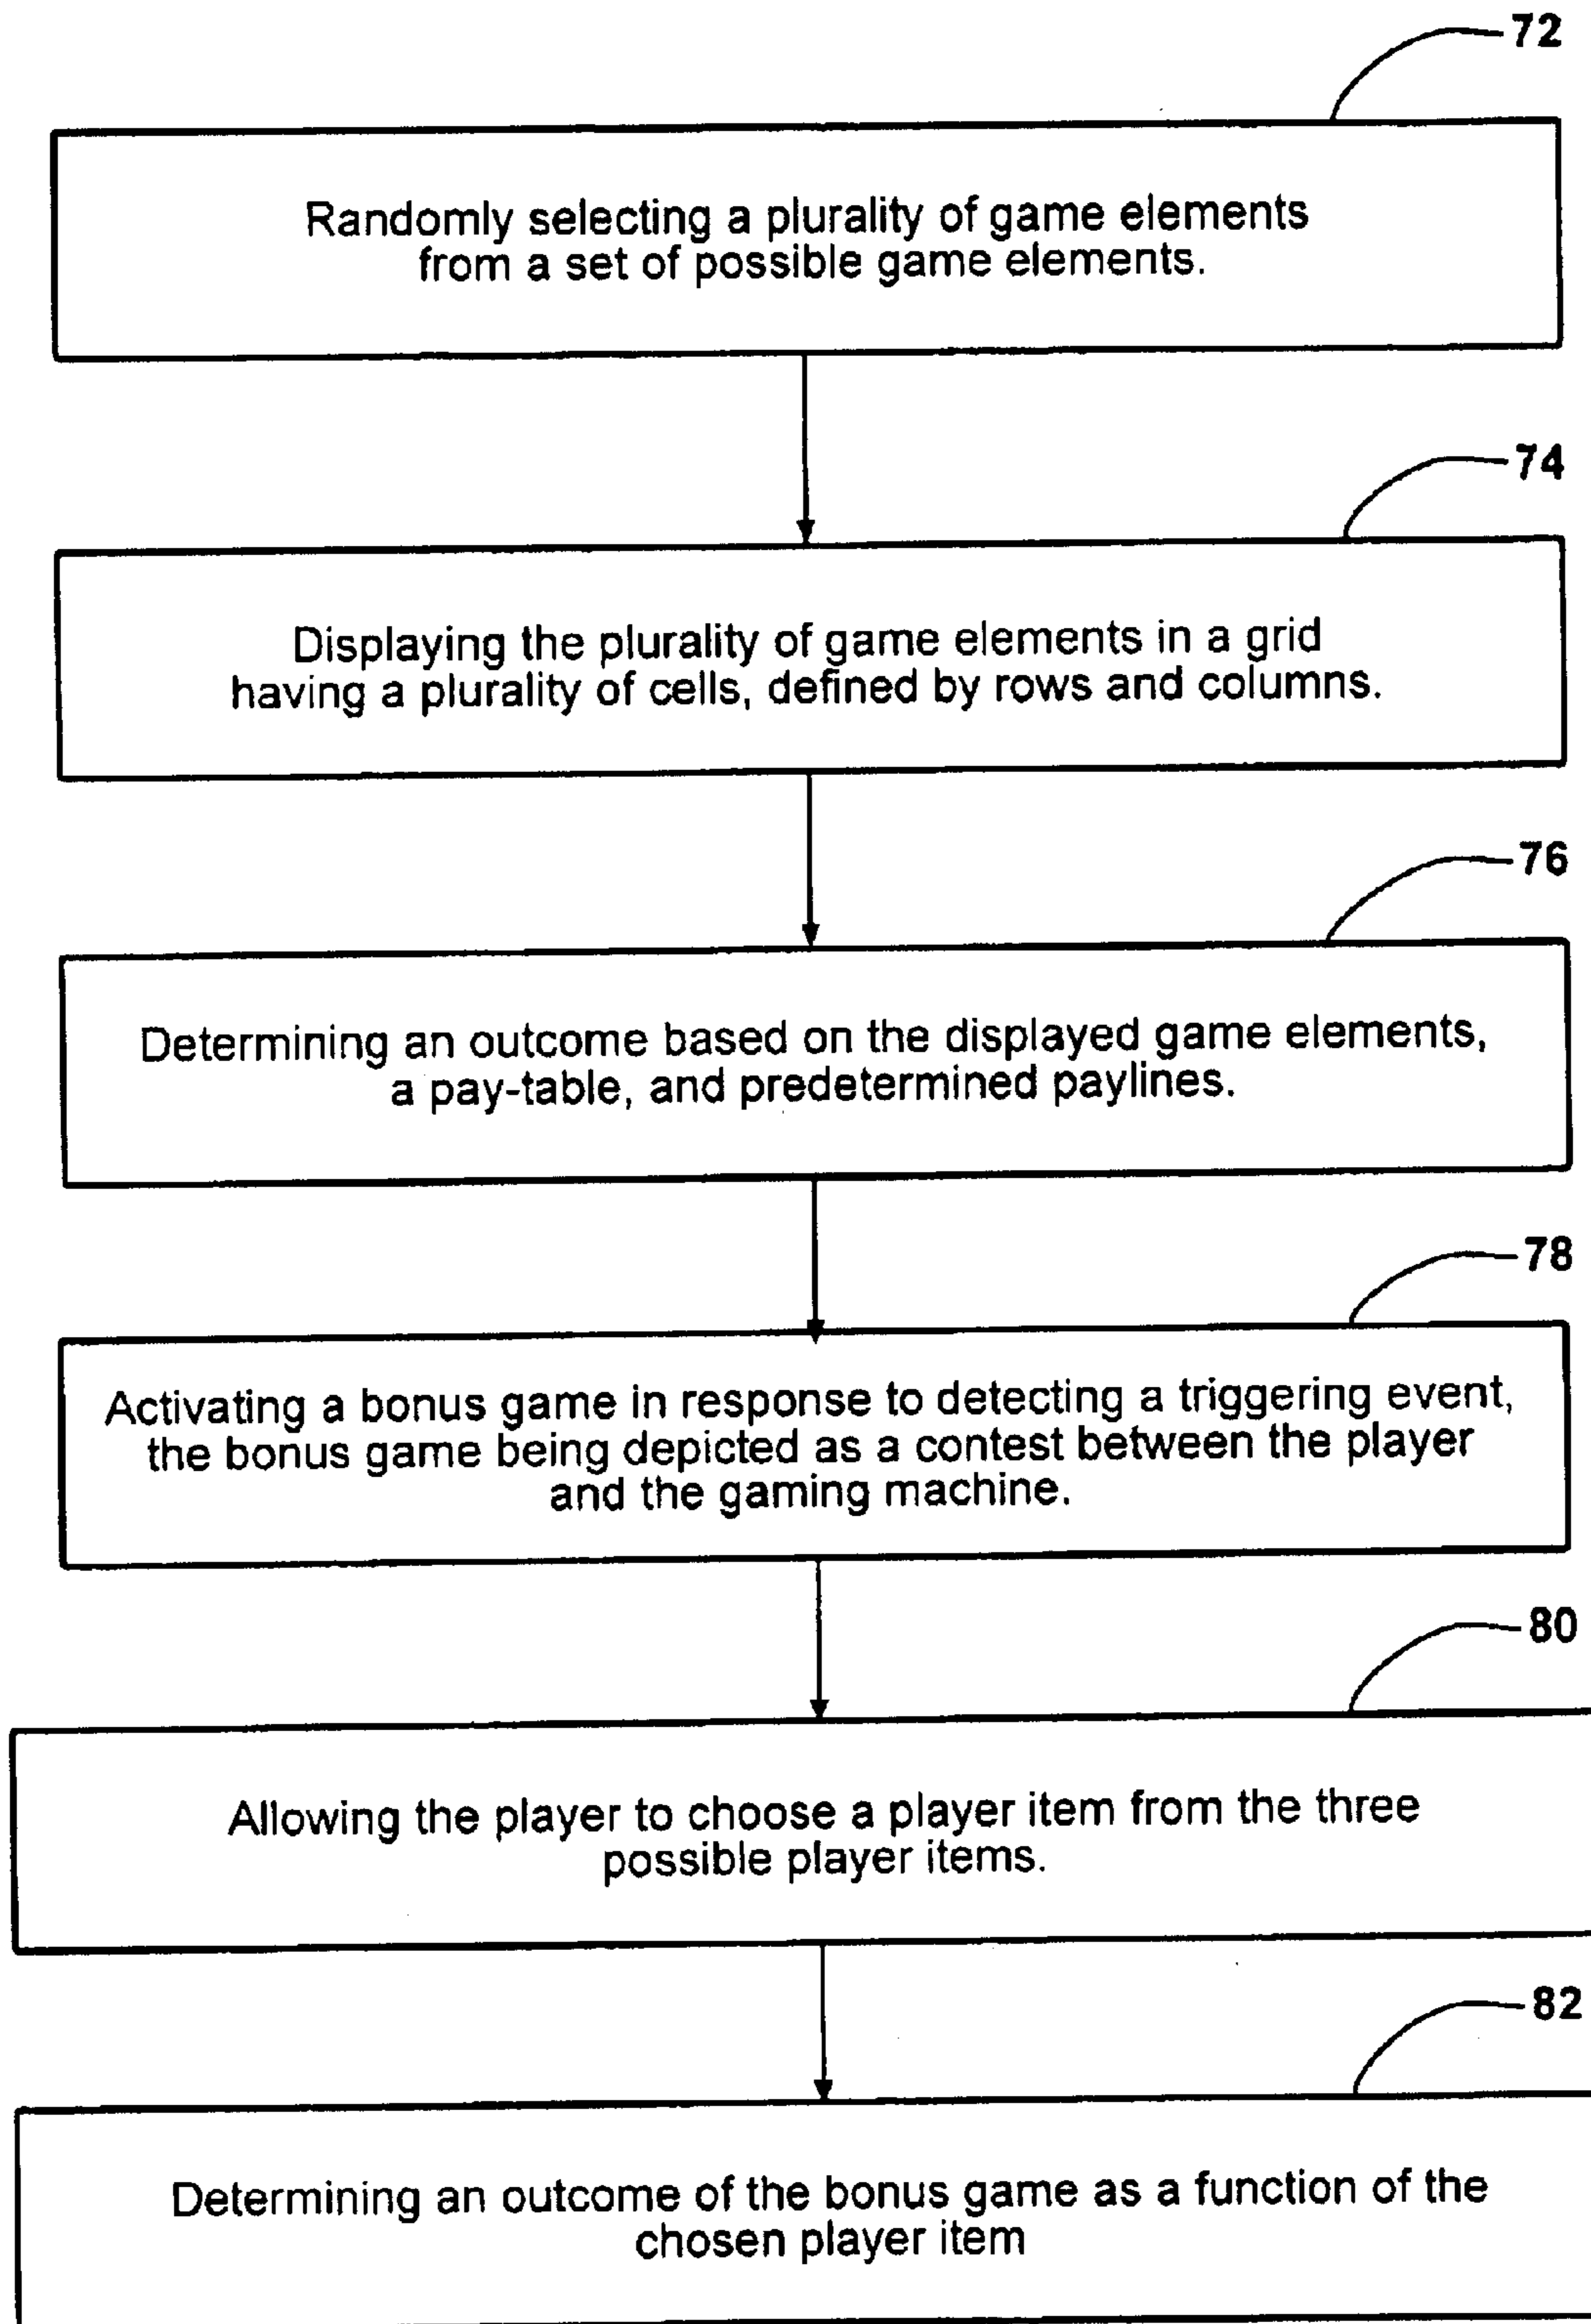 72
Randomly selecting a plurality of game elements
from a set of possible game elements.
74
Displaying the plurality of game elements in a grid
having a plurality of cells, defined by rows and columns.
76
Determining an outcome based on the displayed game elements,
a pay-table, and predetermined paylines.
78
Activating a bonus game in response to detecting a triggering event,
the bonus game being depicted as a contest between the player
and the gaming machine.
80
Allowing the player to choose a player item from the three
possible player items.
82
Determining an outcome of the bonus game as a function of the
chosen player item